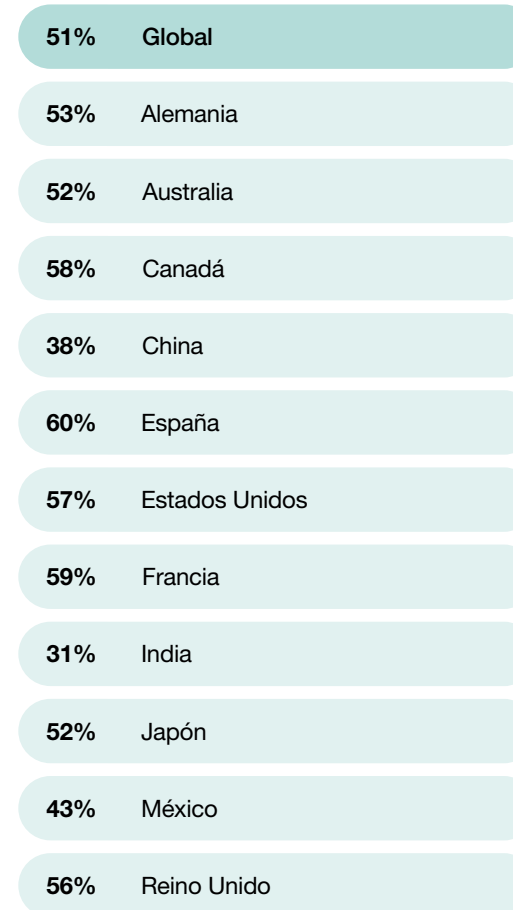 51% Global
53% Alemania
52% Australia
58% Canadá
38% China
60% España
57% Estados Unidos
59% Francia
31% India
52% Japón
43% México
56% Reino Unido